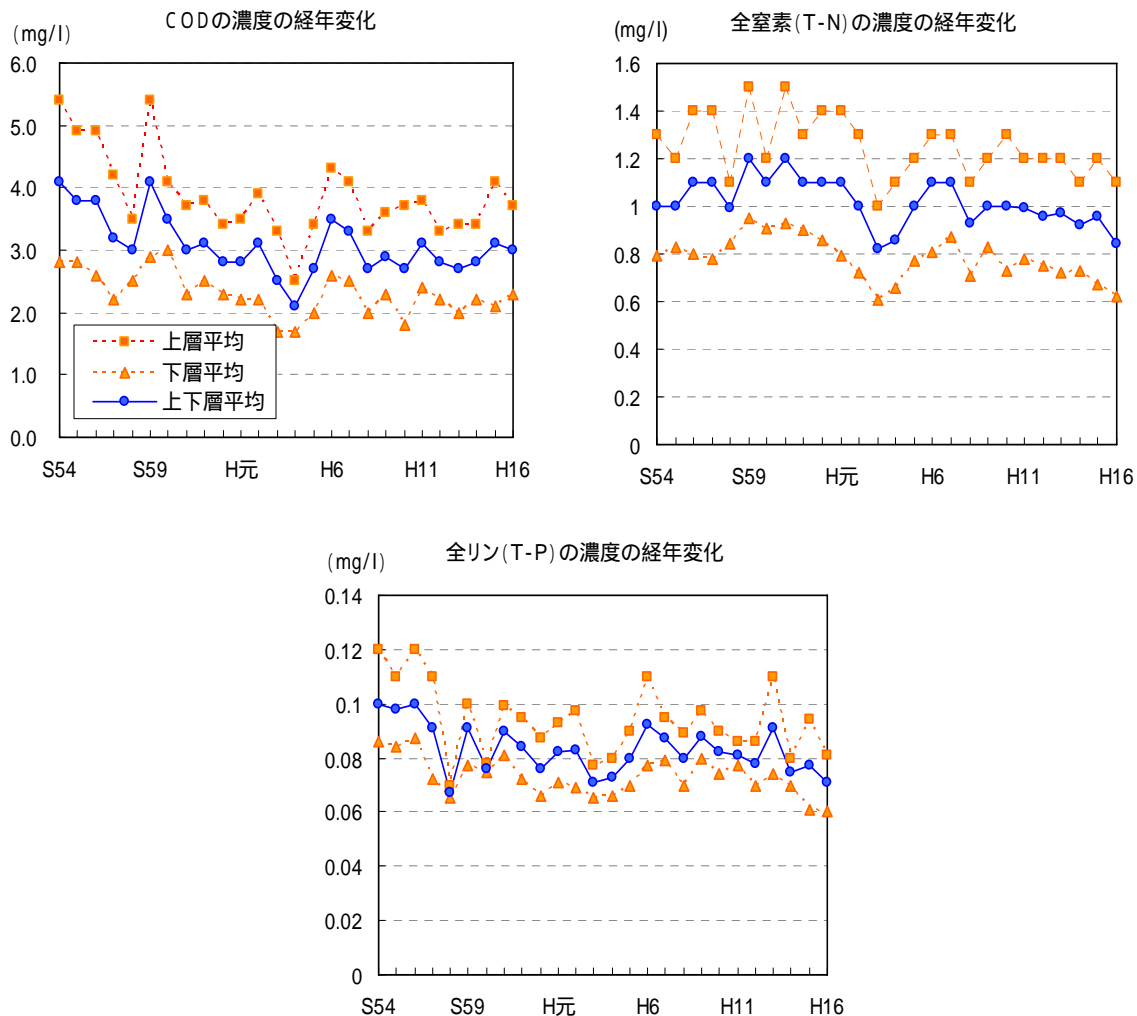 CODの濃度の経年変化
(mg/l)
6.0
5.0
4.0
3.0
2.0
1.0
0.0
上層平均
下層平均
上下層平均
S54 S59 H元 H6 H11 H16
全窒素(T-N)の濃度の経年変化
(mg/l)
1.6
1.4
1.2
1
0.8
0.6
0.4
0.2
0
S54 S59 H元 H6 H11 H16
全リン(T-P)の濃度の経年変化
(mg/l)
0.14
0.12
0.1
0.08
0.06
0.04
0.02
0
S54 S59 H元 H6 H11 H16